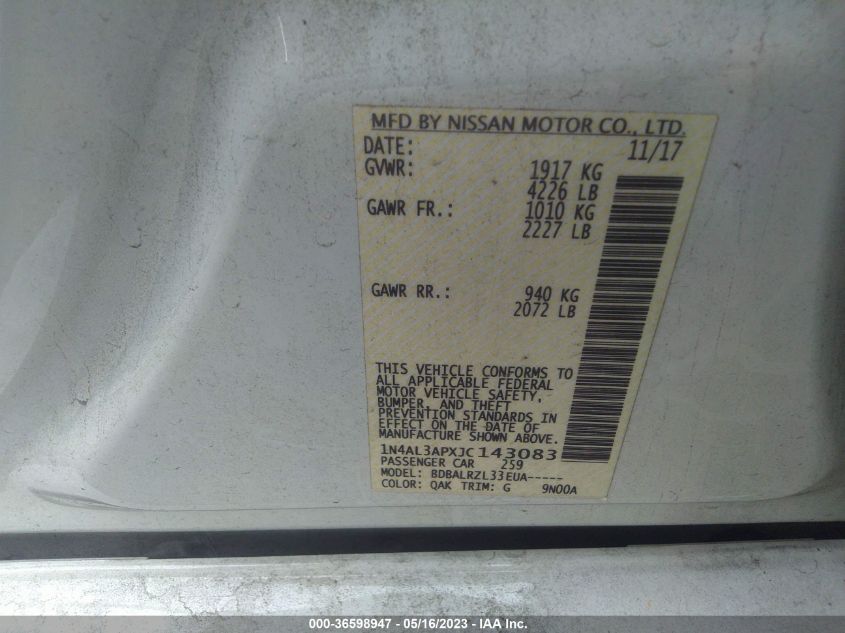 MFD BY NISSAN MOTOR CO., LTD.
DATE: 11/17
GVWR: 1917 KG
4226 LB
GAWR FR.: 1010 KG
2227 LB
GAWR RR.: 940 KG
2072 LB
THIS VEHICLE CONFORMS TO
ALL APPLICABLE FEDERAL
MOTOR VEHICLE SAFETY,
BUMPER, AND THEFT
PREVENTION STANDARDS IN
EFFECT ON THE DATE OF
MANUFACTURE SHOWN ABOVE.
1N4AL3APXJC143083
PASSENGER CAR 259
MODEL: BDBALRZL33EUA-----
COLOR: QAK TRIM: G 9N00A
000-36598947 - 05/16/2023 - IAA Inc.